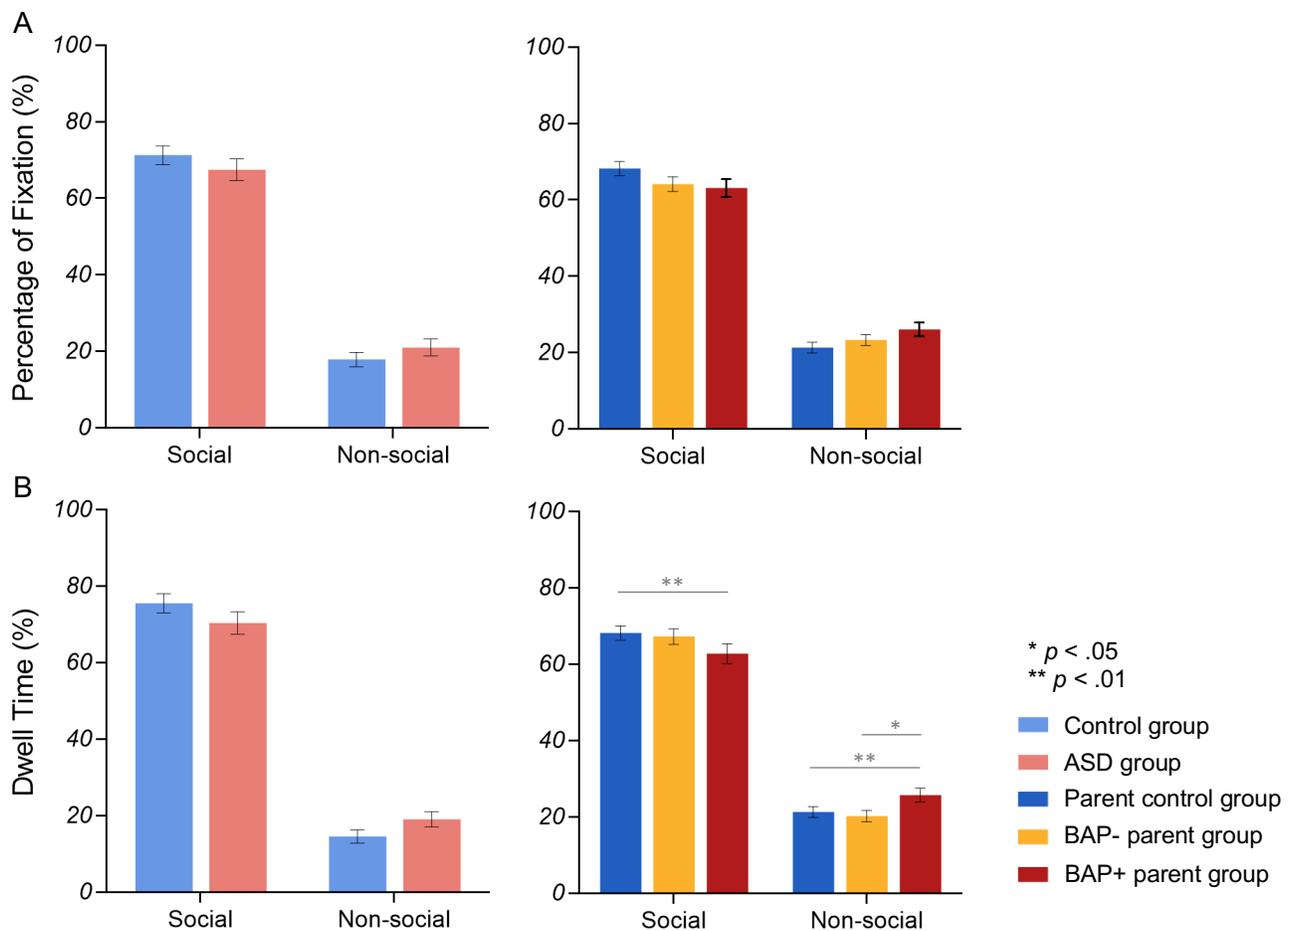 A
Percentage of Fixation (%)
100
80
60
40
20
0
Social
Non-social
100
80
60
40
20
0
Social
Non-social
B
Dwell Time (%)
100
80
60
40
20
0
Social
Non-social
100
80
60
40
20
0
**
*
**
Social
Non-social
* p < .05
** p < .01
Control group
ASD group
Parent control group
BAP- parent group
BAP+ parent group